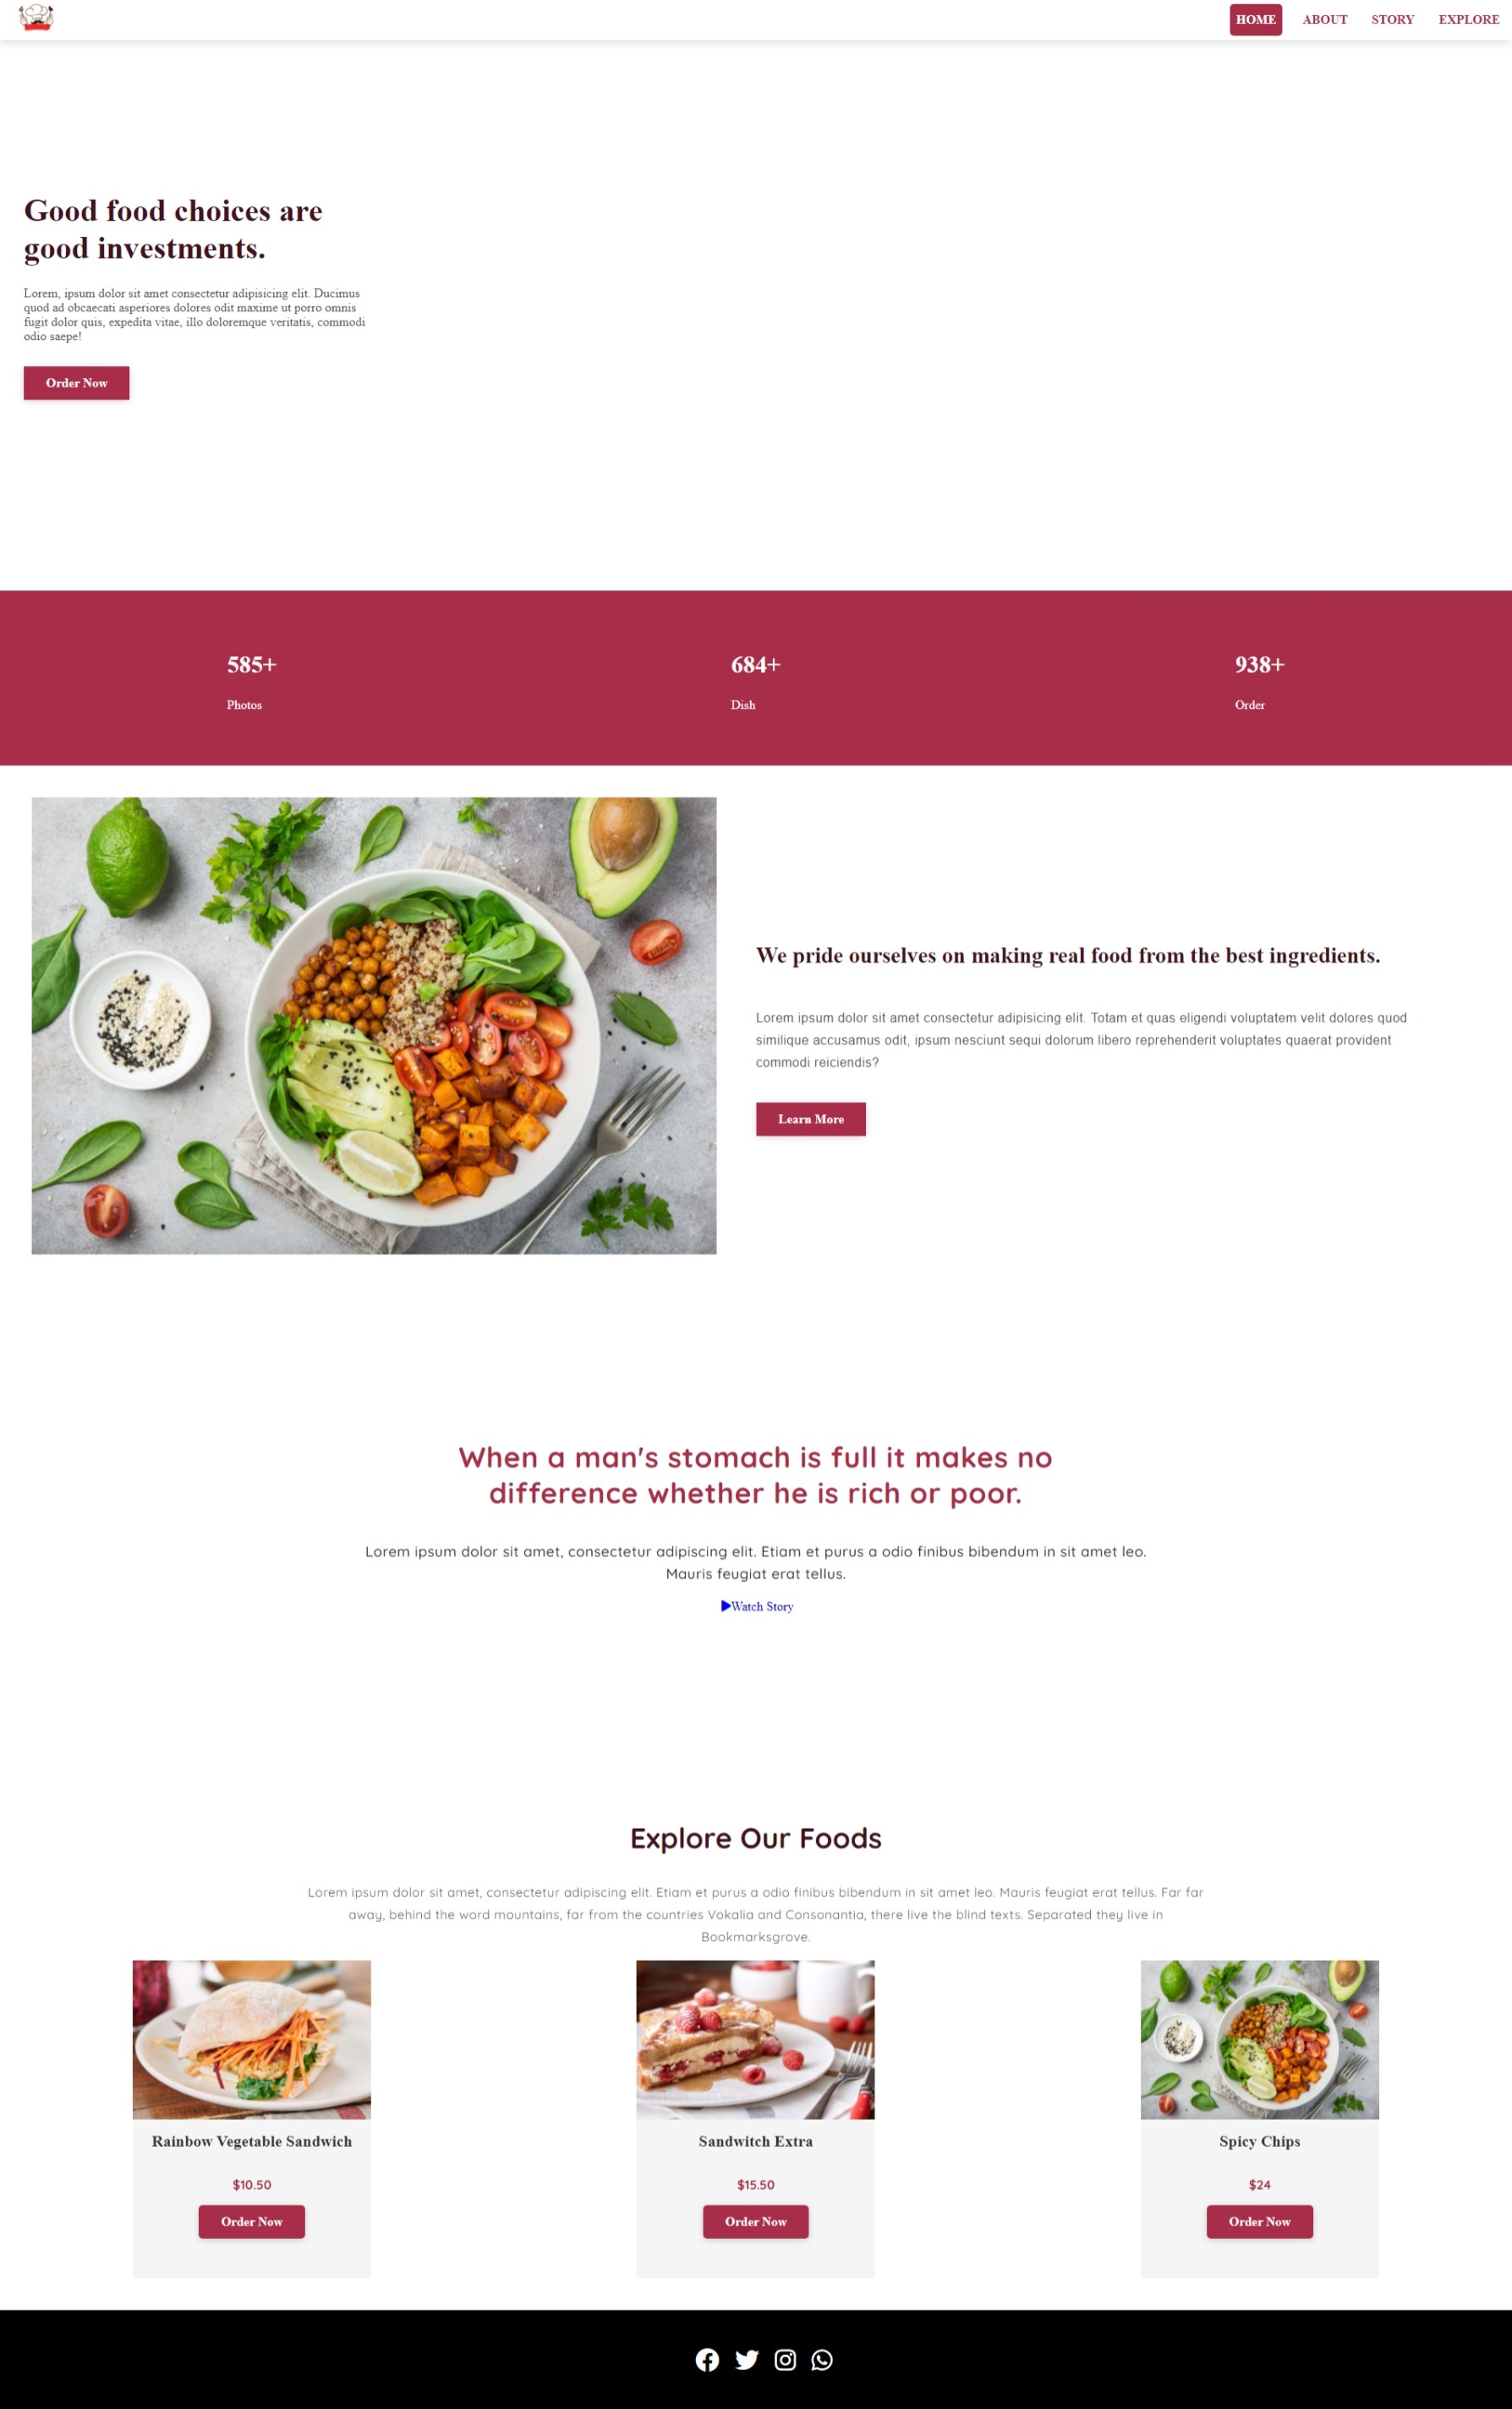 HOME ABOUT STORY EXPLORE
Good food choices are
good investments.
Lorem, ipsum dolor sit amet consectetur adipisicing elit. Ducimus
quod ad obcaecati asperiores dolores odit maxime ut porro omnis
fugit dolor quis, expedita vitae, illo doloremque veritatis, commodi
odio saepe!
Order Now
585+
Photos
684+
Dish
938+
Order
We pride ourselves on making real food from the best ingredients.
Lorem ipsum dolor sit amet consectetur adipisicing elit. Totam et quas eligendi voluptatem velit dolores quod
similique accusamus odit, ipsum nesciunt sequi dolorum libero reprehenderit voluptates quaerat provident
commodi reiciendis?
Learn More
When a man's stomach is full it makes no
difference whether he is rich or poor.
Lorem ipsum dolor sit amet, consectetur adipiscing elit. Etiam et purus a odio finibus bibendum in sit amet leo.
Mauris feugiat erat tellus.
Watch Story
Explore Our Foods
Lorem ipsum dolor sit amet, consectetur adipiscing elit. Etiam et purus a odio finibus bibendum in sit amet leo. Mauris feugiat erat tellus. Far far
away, behind the word mountains, far from the countries Vokalia and Consonantia, there live the blind texts. Separated they live in
Bookmarksgrove.
Rainbow Vegetable Sandwich
$10.50
Order Now
Sandwitch Extra
$15.50
Order Now
Spicy Chips
$24
Order Now